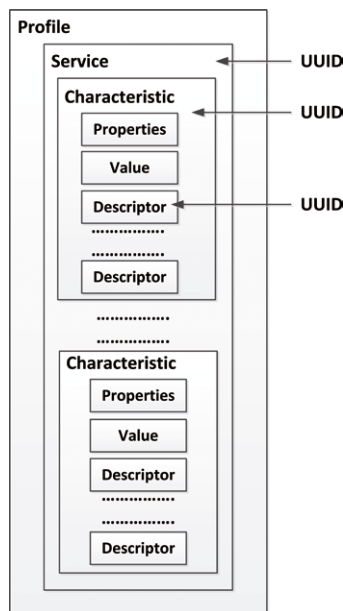 Profile
Service
UUID
Characteristic
UUID
Properties
Value
Descriptor
UUID
................
................
Descriptor
................
................
Characteristic
Properties
Value
Descriptor
................
................
Descriptor